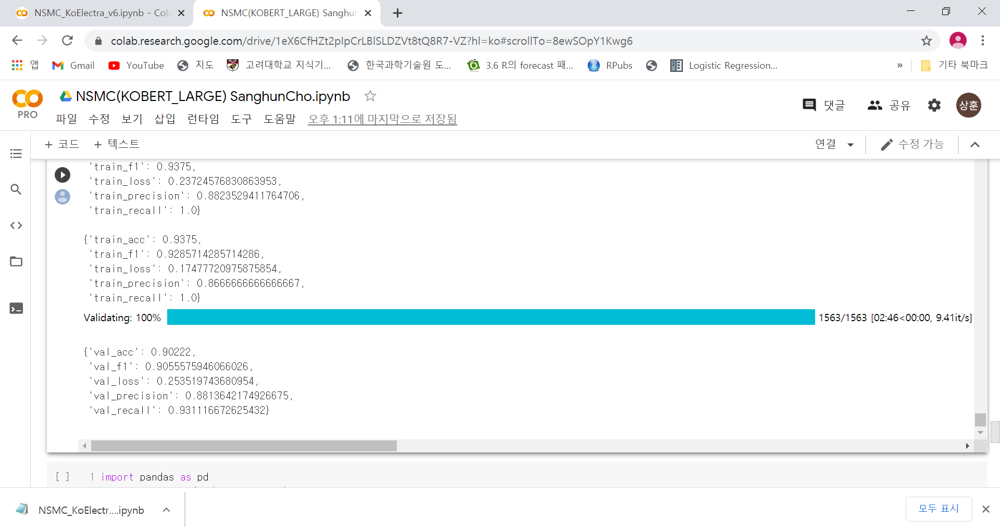 NSMC_KoElectra_v6.ipynb - Cola
NSMC(KOBERT_LARGE) Sanghun
colab.research.google.com/drive/1eX6CfHZt2pIpCrLBlSLDZVt8tQ8R7-VZ?hl=ko#scrollTo=8ewSOpY1Kwg6
앱 Gmail YouTube 지도 고려대학교 지식기... 한국과학기술원 도... 3.6 R의 forecast 패... RPubs Logistic Regression... » 기타 북마크
NSMC(KOBERT_LARGE) SanghunCho.ipynb
PRO
댓글 공유 상훈
파일 수정 보기 삽입 런타임 도구 도움말 오후 1:11에 마지막으로 저장됨
+ 코드 + 텍스트 연결 수정 가능
'train_f1': 0.9375,
'train_loss': 0.23724576830863953,
'train_precision': 0.8823529411764706,
'train_recall': 1.0}
{'train_acc': 0.9375,
'train_f1': 0.9285714285714286,
'train_loss': 0.17477720975875854,
'train_precision': 0.8666666666666667,
'train_recall': 1.0}
Validating: 100% 1563/1563 [02:46<00:00, 9.41it/s]
{'val_acc': 0.90222,
'val_f1': 0.9055575946066026,
'val_loss': 0.253519743680954,
'val_precision': 0.8813642174926675,
'val_recall': 0.931116672625432}
[ ] 1 import pandas as pd
NSMC_KoElectr....ipynb
모두 표시